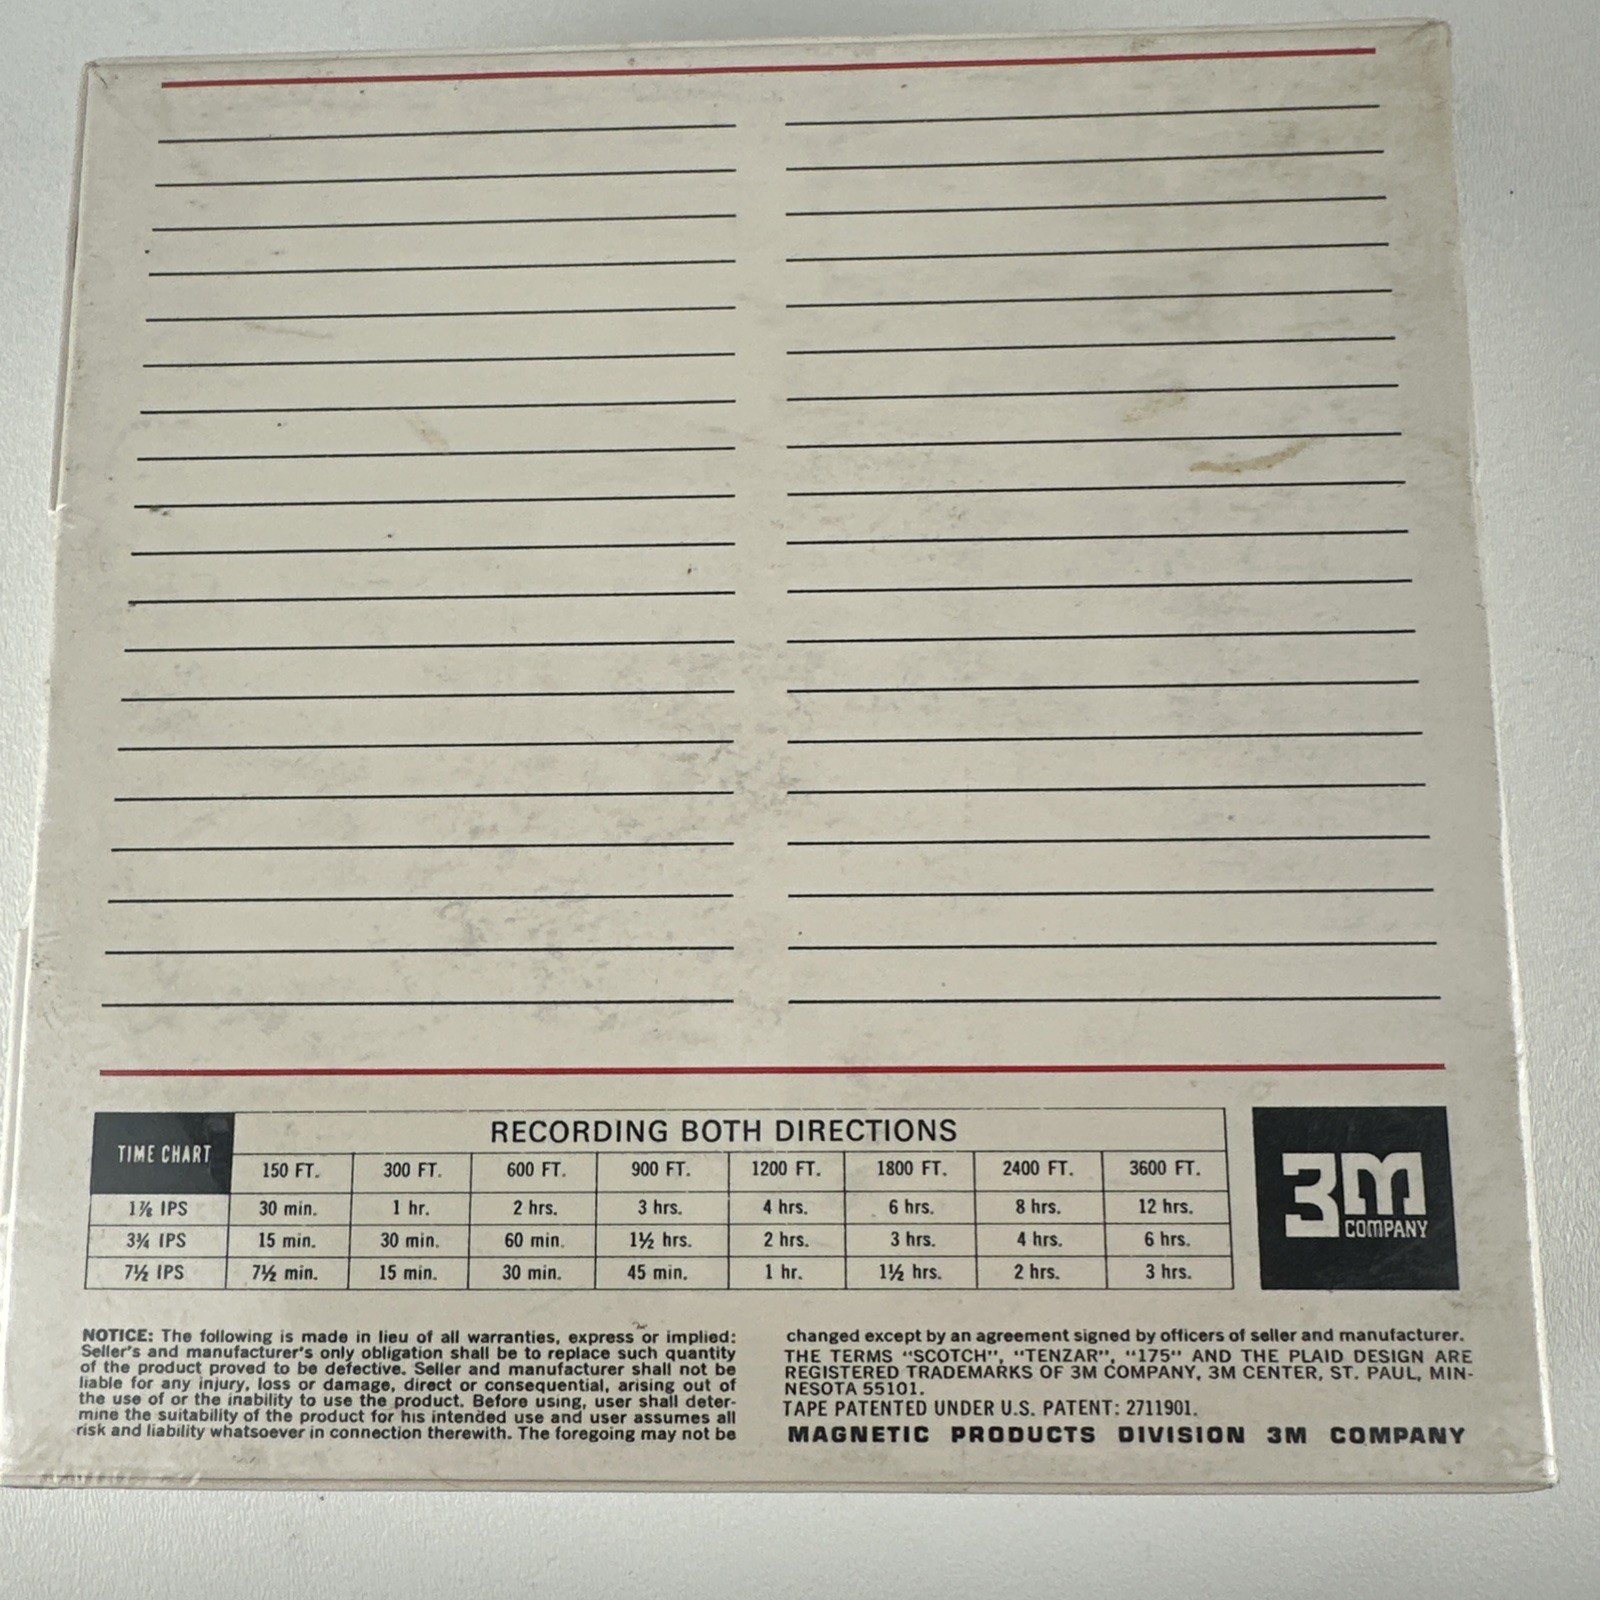 TIME CHART
RECORDING BOTH DIRECTIONS
150 FT. 300 FT. 600 FT. 900 FT. 1200 FT. 1800 FT. 2400 FT. 3600 FT.
1⅞ IPS 30 min. 1 hr. 2 hrs. 3 hrs. 4 hrs. 6 hrs. 8 hrs. 12 hrs.
3¾ IPS 15 min. 30 min. 60 min. 1½ hrs. 2 hrs. 3 hrs. 4 hrs. 6 hrs.
7½ IPS 7½ min. 15 min. 30 min. 45 min. 1 hr. 1½ hrs. 2 hrs. 3 hrs.
3M
COMPANY
NOTICE: The following is made in lieu of all warranties, express or implied:
Seller's and manufacturer's only obligation shall be to replace such quantity
of the product proved to be defective. Seller and manufacturer shall not be
liable for any injury, loss or damage, direct or consequential, arising out of
the use of or the inability to use the product. Before using, user shall deter-
mine the suitability of the product for his intended use and user assumes all
risk and liability whatsoever in connection therewith. The foregoing may not be
changed except by an agreement signed by officers of seller and manufacturer.
THE TERMS "SCOTCH", "TENZAR", "175" AND THE PLAID DESIGN ARE
REGISTERED TRADEMARKS OF 3M COMPANY, 3M CENTER, ST. PAUL, MIN-
NESOTA 55101.
TAPE PATENTED UNDER U.S. PATENT: 2711901.
MAGNETIC PRODUCTS DIVISION 3M COMPANY